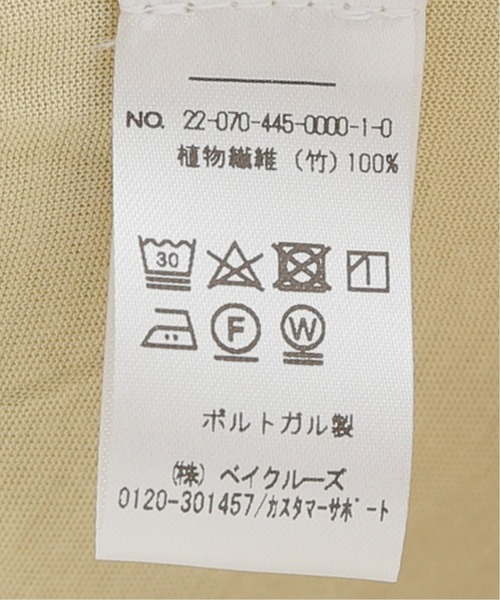 NO. 22-070-445-0000-1-0
植物繊維 (竹) 100%
30
F W
ポルトガル製
(株) ベイクルーズ
0120-301457/カスタマーサポート